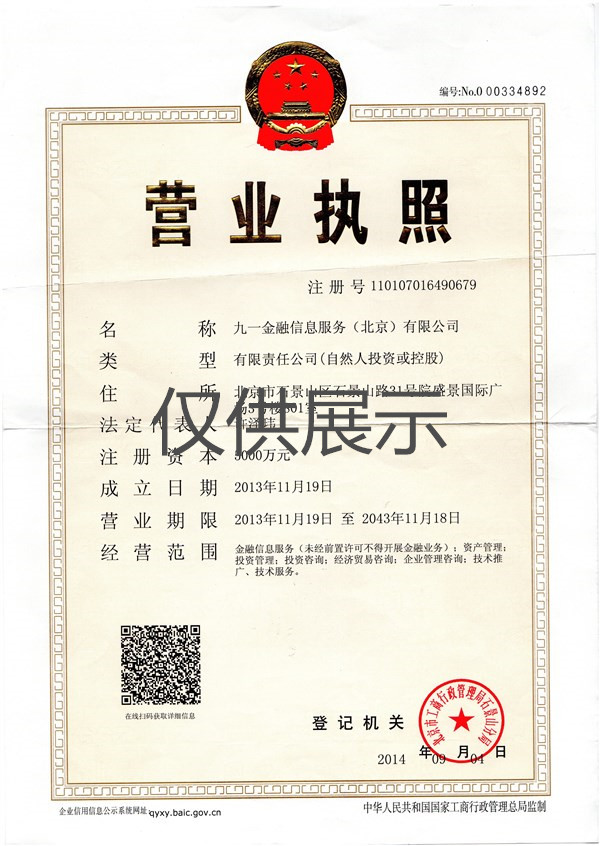 编号:No.0 00334892
营业执照
注册号 110107016490679
名称 九一金融信息服务（北京）有限公司
类型 有限责任公司(自然人投资或控股)
住所 北京市石景山区石景山路31号院盛景国际广
场3号楼501室
法定代表人 许泽玮
注册资本 5000万元
成立日期 2013年11月19日
营业期限 2013年11月19日 至 2043年11月18日
经营范围 金融信息服务（未经前置许可不得开展金融业务）；资产管理；
投资管理；投资咨询；经济贸易咨询；企业管理咨询；技术推
广、技术服务。
仅供展示
在线扫码获取详细信息
登记机关
北京市工商行政管理局石景山分局
2014 年 09 月 04 日
企业信用信息公示系统网址 qyxy.baic.gov.cn
中华人民共和国国家工商行政管理总局监制